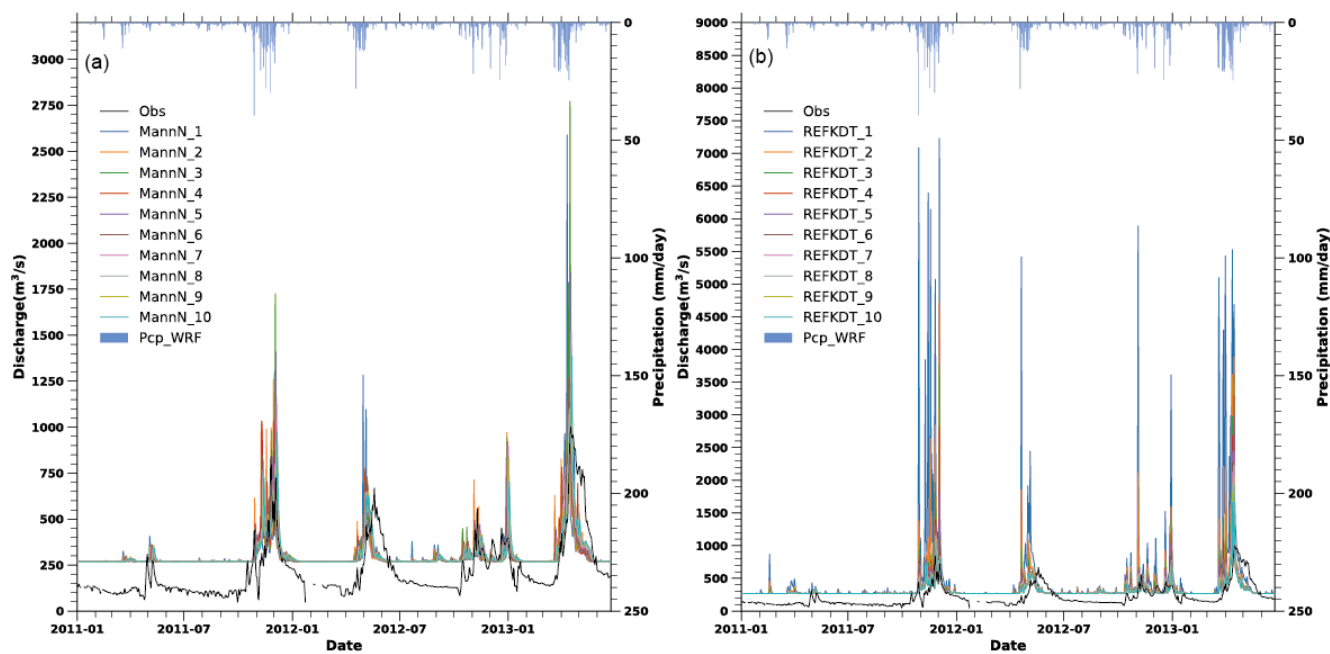 (a)
Obs
MannN_1
MannN_2
MannN_3
MannN_4
MannN_5
MannN_6
MannN_7
MannN_8
MannN_9
MannN_10
Pcp_WRF
Discharge(m³/s)
3000
2750
2500
2250
2000
1750
1500
1250
1000
750
500
250
0
Precipitation (mm/day)
0
50
100
150
200
250
2011-01
2011-07
2012-01
2012-07
2013-01
Date
(b)
Obs
REFKDT_1
REFKDT_2
REFKDT_3
REFKDT_4
REFKDT_5
REFKDT_6
REFKDT_7
REFKDT_8
REFKDT_9
REFKDT_10
Pcp_WRF
Discharge(m³/s)
9000
8500
8000
7500
7000
6500
6000
5500
5000
4500
4000
3500
3000
2500
2000
1500
1000
500
0
Precipitation (mm/day)
0
50
100
150
200
250
2011-01
2011-07
2012-01
2012-07
2013-01
Date